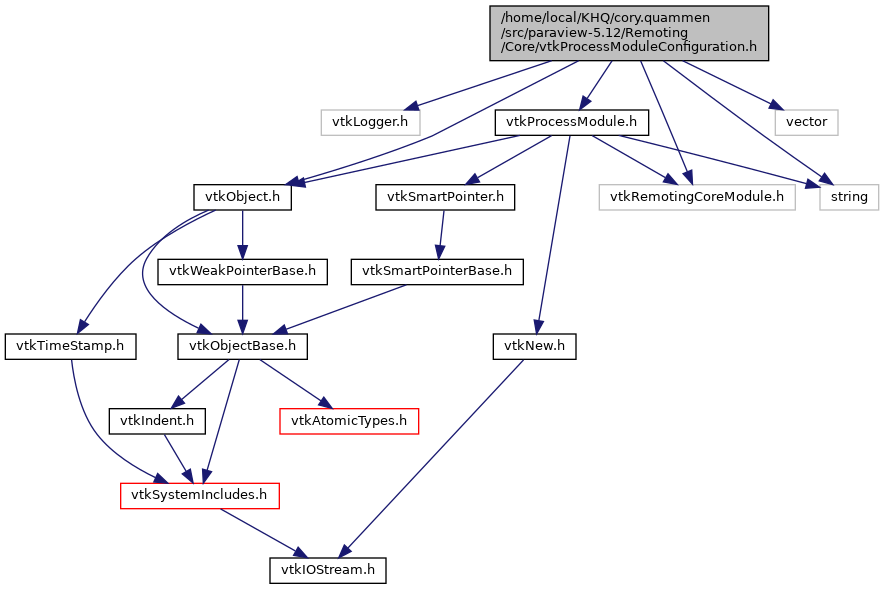 /home/local/KHQ/cory.quammen
/src/paraview-5.12/Remoting
/Core/vtkProcessModuleConfiguration.h
vtkLogger.h
vtkProcessModule.h
vector
vtkObject.h
vtkSmartPointer.h
vtkRemotingCoreModule.h
string
vtkWeakPointerBase.h
vtkSmartPointerBase.h
vtkTimeStamp.h
vtkObjectBase.h
vtkNew.h
vtkIndent.h
vtkAtomicTypes.h
vtkSystemIncludes.h
vtkIOStream.h